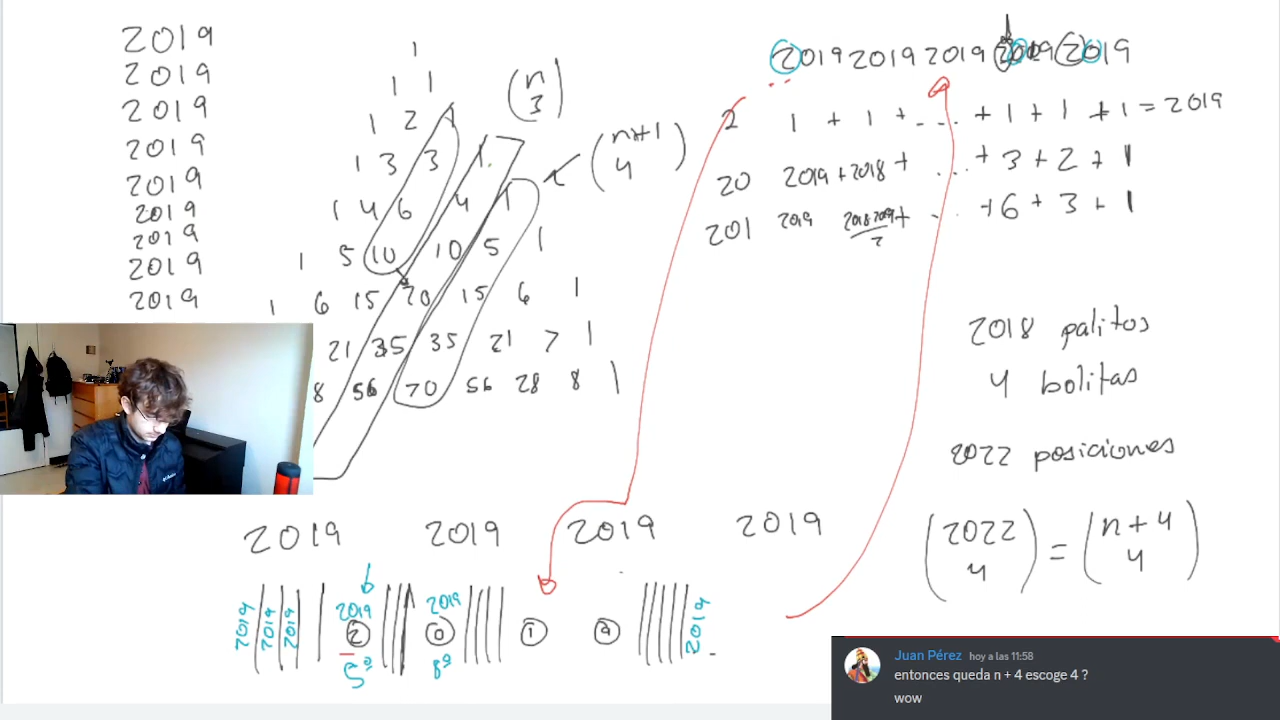 2019
2019
2019
2019
2019
2019
2019
2019
2019
1
1 1
1 2 1
1 3 3 1
1 4 6 4 1
1 5 10 10 5 1
1 6 15 20 15 6 1
21 35 35 21 7 1
8 56 70 56 28 8 1
(n 3)
(n+1 4)
2019 2019 2019 2019 2019
2 1 + 1 + .... + 1 + 1 + 1 = 2019
20 2019 + 2018 + ... + 3 + 2 + 1
201 2019 2018·2019/2 + ... + 6 + 3 + 1
2018 palitos
4 bolitas
2022 posiciones
(2022 4) = (n+4 4)
2019 2019 2019 2019
2019 2019 2019 2019 2 2019 0 1 9 2019
5º 8º
Juan Pérez hoy a las 11:58
entonces queda n + 4 escoge 4 ?
wow